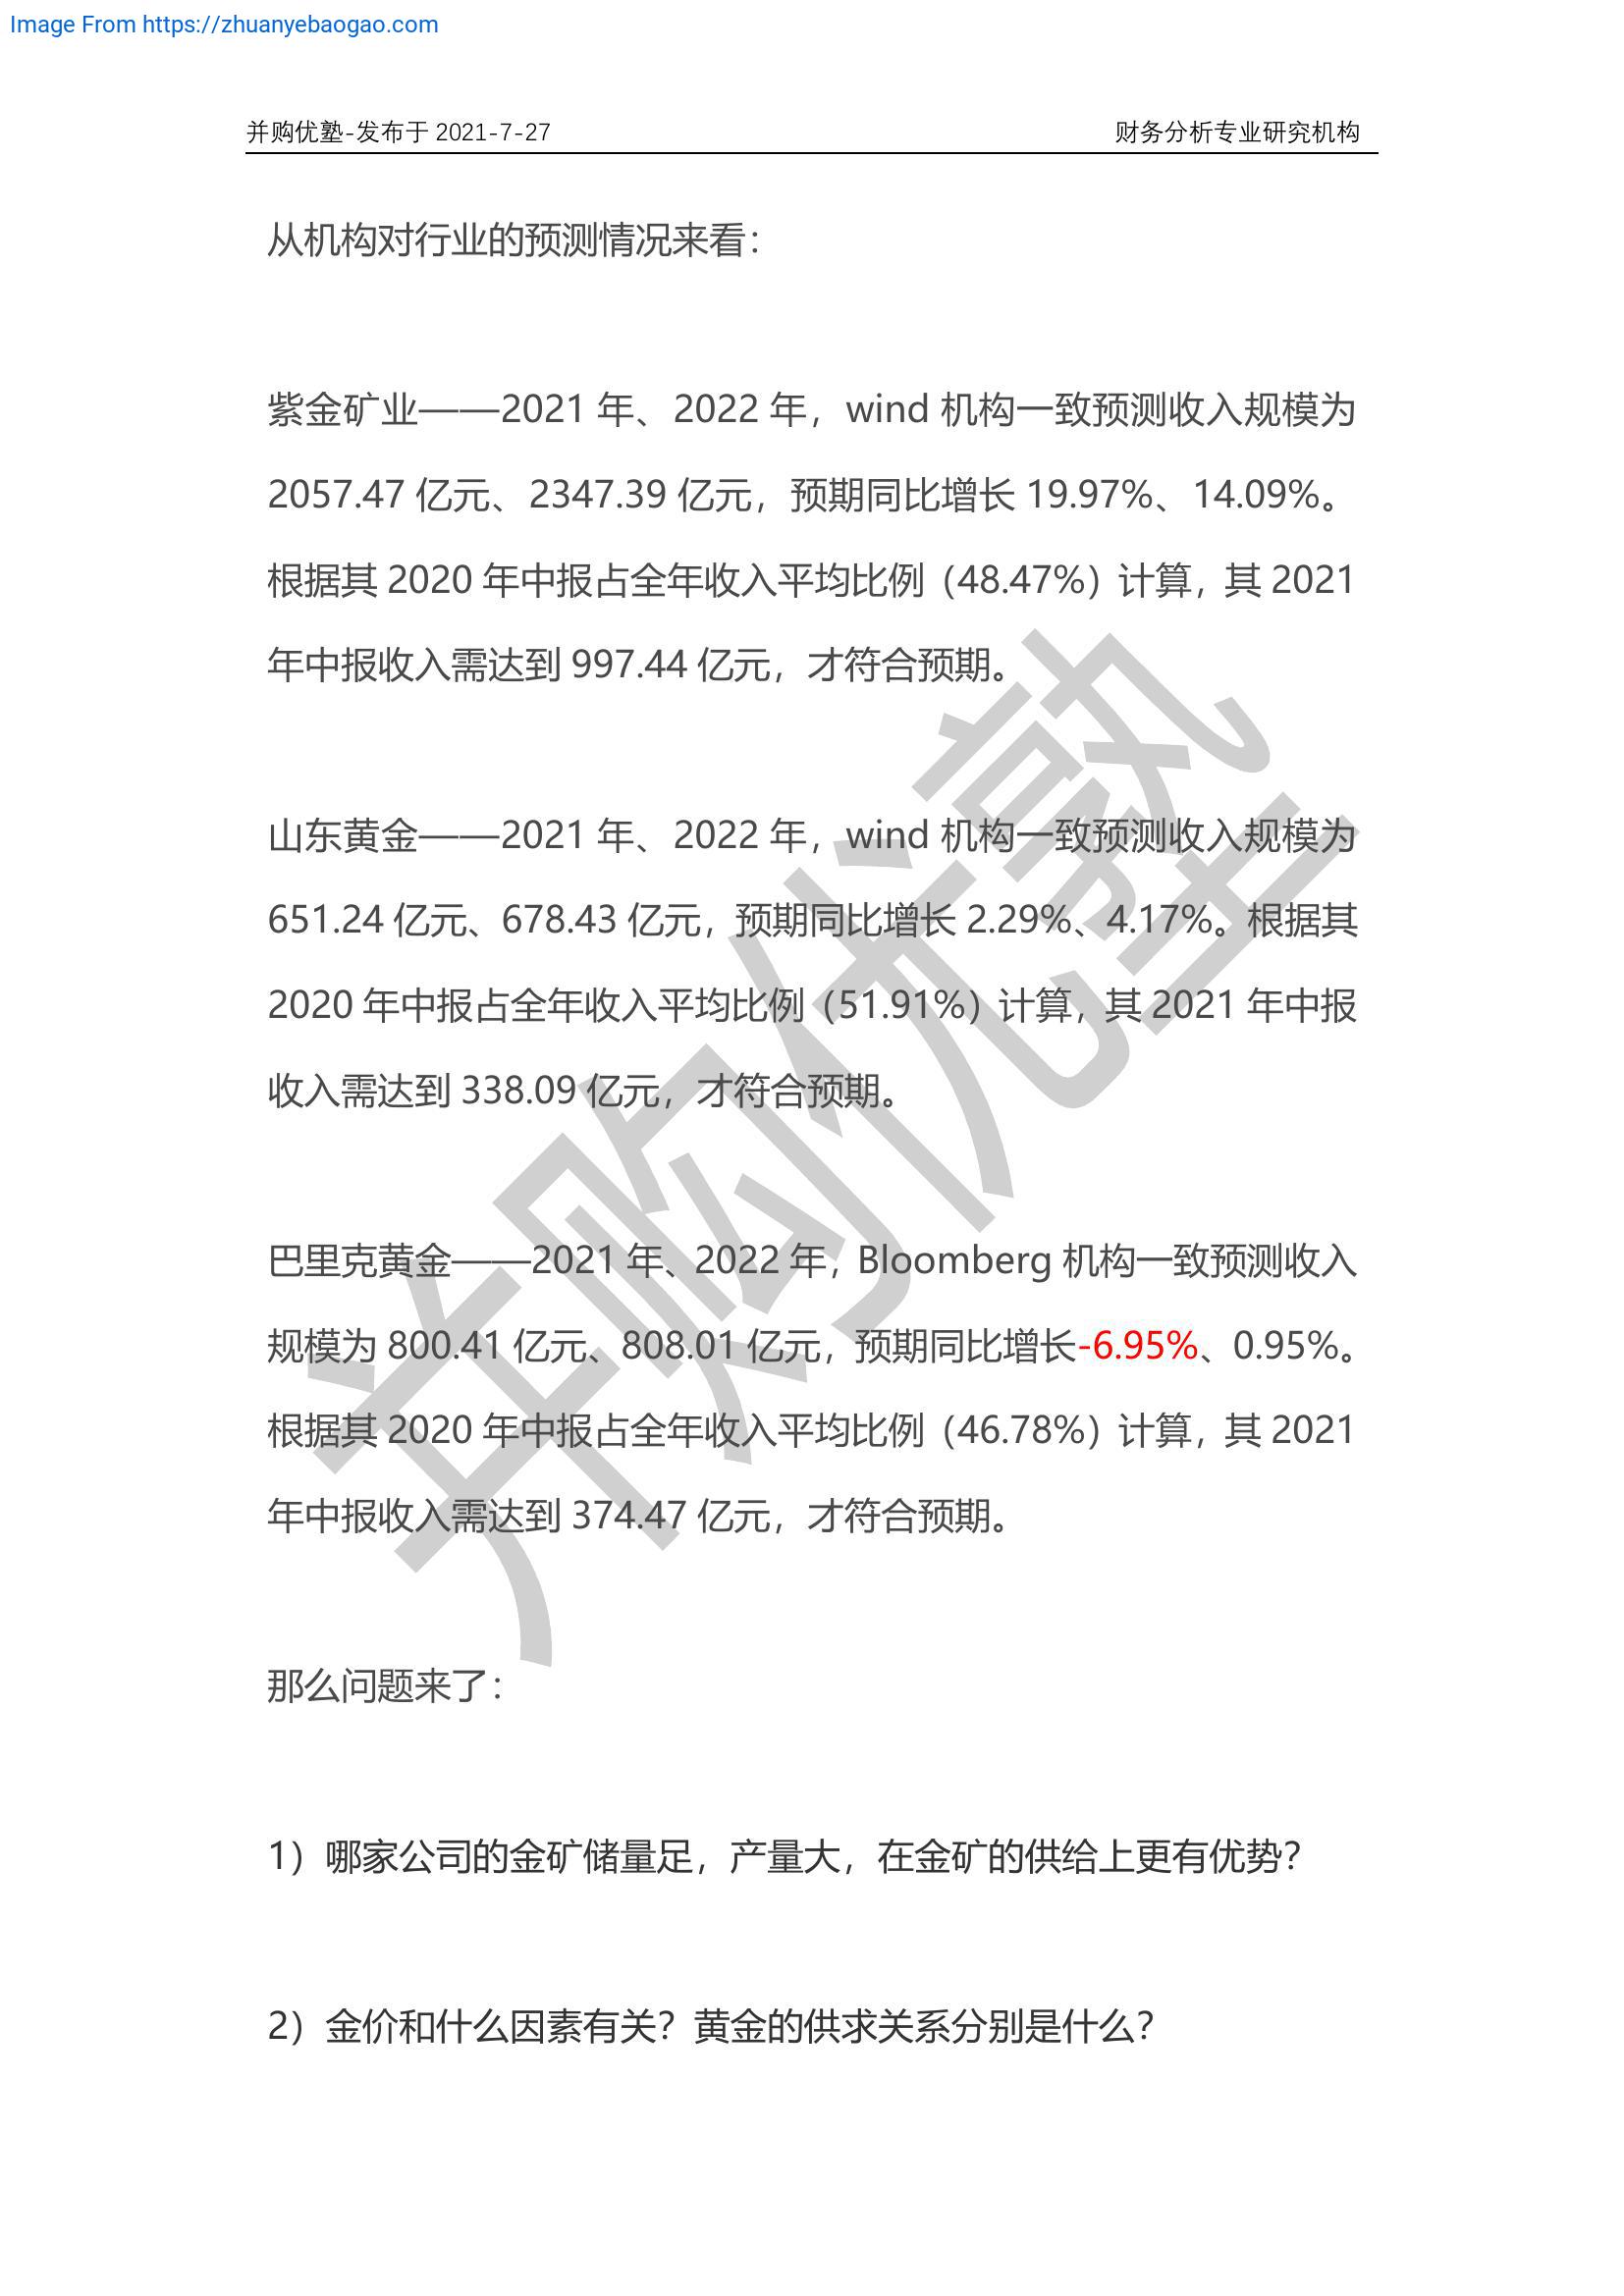 Image From https://zhuanyebaogao.com
并购优塾-发布于 2021-7-27 财务分析专业研究机构
从机构对行业的预测情况来看：
紫金矿业——2021 年、2022 年，wind 机构一致预测收入规模为
2057.47 亿元、2347.39 亿元，预期同比增长 19.97%、14.09%。
根据其 2020 年中报占全年收入平均比例（48.47%）计算，其 2021
年中报收入需达到 997.44 亿元，才符合预期。
山东黄金——2021 年、2022 年，wind 机构一致预测收入规模为
651.24 亿元、678.43 亿元，预期同比增长 2.29%、4.17%。根据其
2020 年中报占全年收入平均比例（51.91%）计算，其 2021 年中报
收入需达到 338.09 亿元，才符合预期。
巴里克黄金——2021 年、2022 年，Bloomberg 机构一致预测收入
规模为 800.41 亿元、808.01 亿元，预期同比增长-6.95%、0.95%。
根据其 2020 年中报占全年收入平均比例（46.78%）计算，其 2021
年中报收入需达到 374.47 亿元，才符合预期。
那么问题来了：
1）哪家公司的金矿储量足，产量大，在金矿的供给上更有优势？
2）金价和什么因素有关？黄金的供求关系分别是什么？
并购优塾